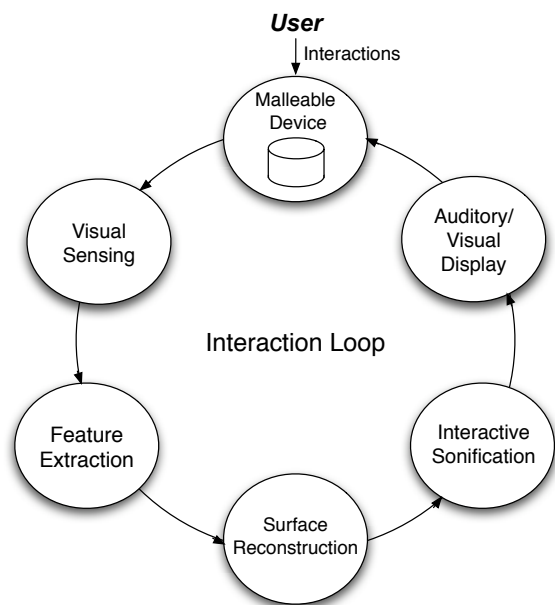 User
Interactions
Malleable
Device
Visual
Sensing
Auditory/
Visual
Display
Interaction Loop
Feature
Extraction
Interactive
Sonification
Surface
Reconstruction